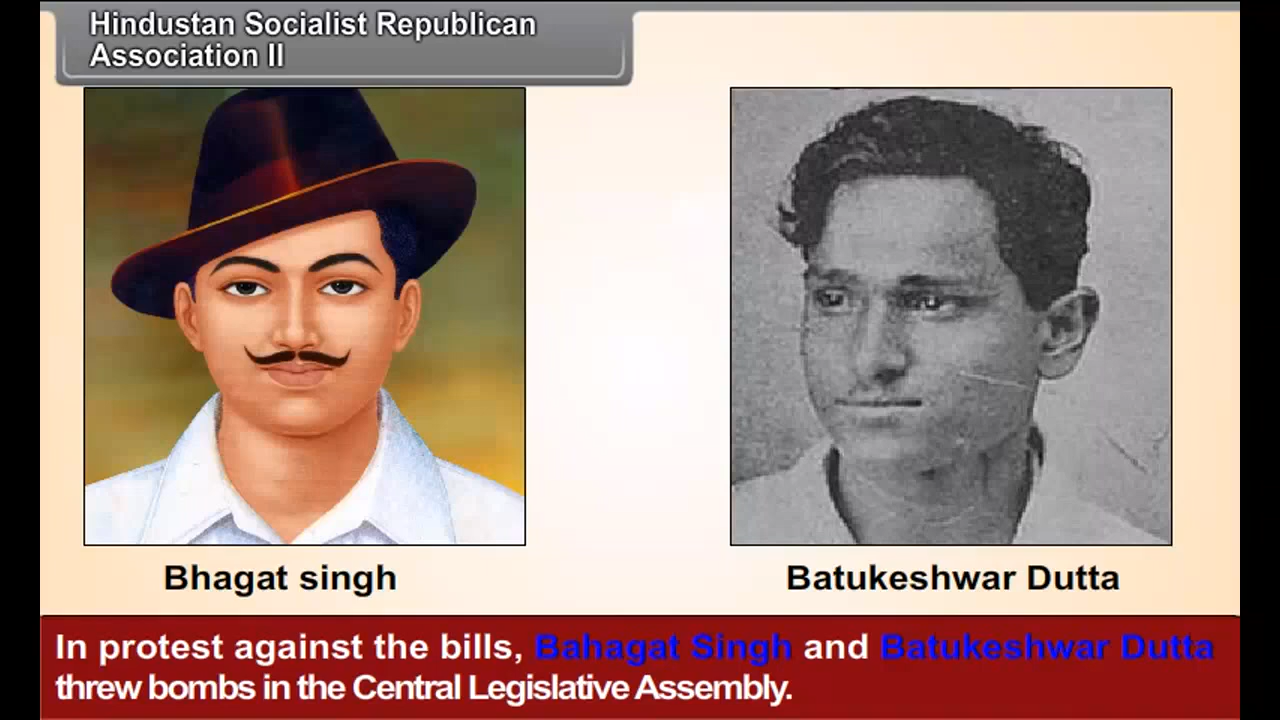 Hindustan Socialist Republican
Association II
Bhagat singh
Batukeshwar Dutta
In protest against the bills, Bahagat Singh and Batukeshwar Dutta
threw bombs in the Central Legislative Assembly.